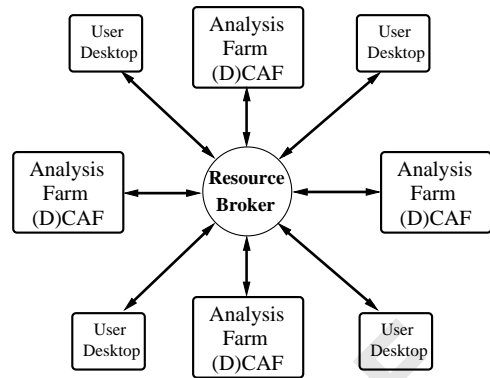 User
Desktop
Analysis
Farm
(D)CAF
User
Desktop
Analysis
Farm
(D)CAF
Resource
Broker
Analysis
Farm
(D)CAF
User
Desktop
Analysis
Farm
(D)CAF
User
Desktop